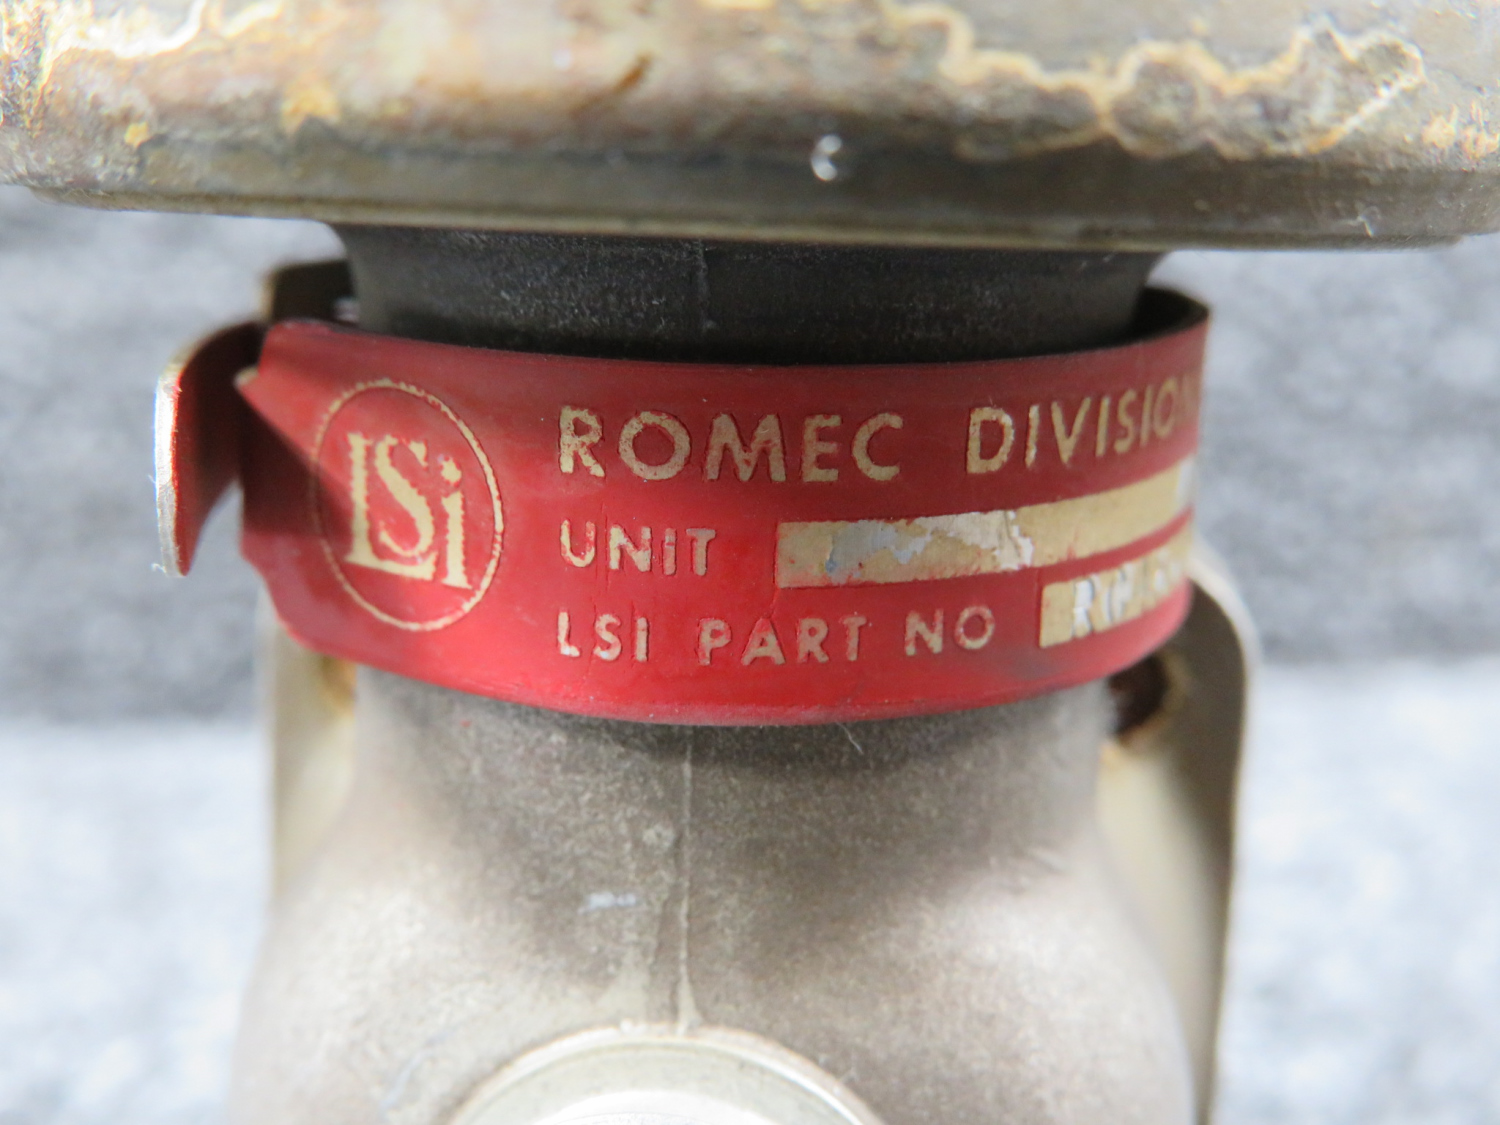 LSi
ROMEC DIVISION
UNIT
LSI PART NO